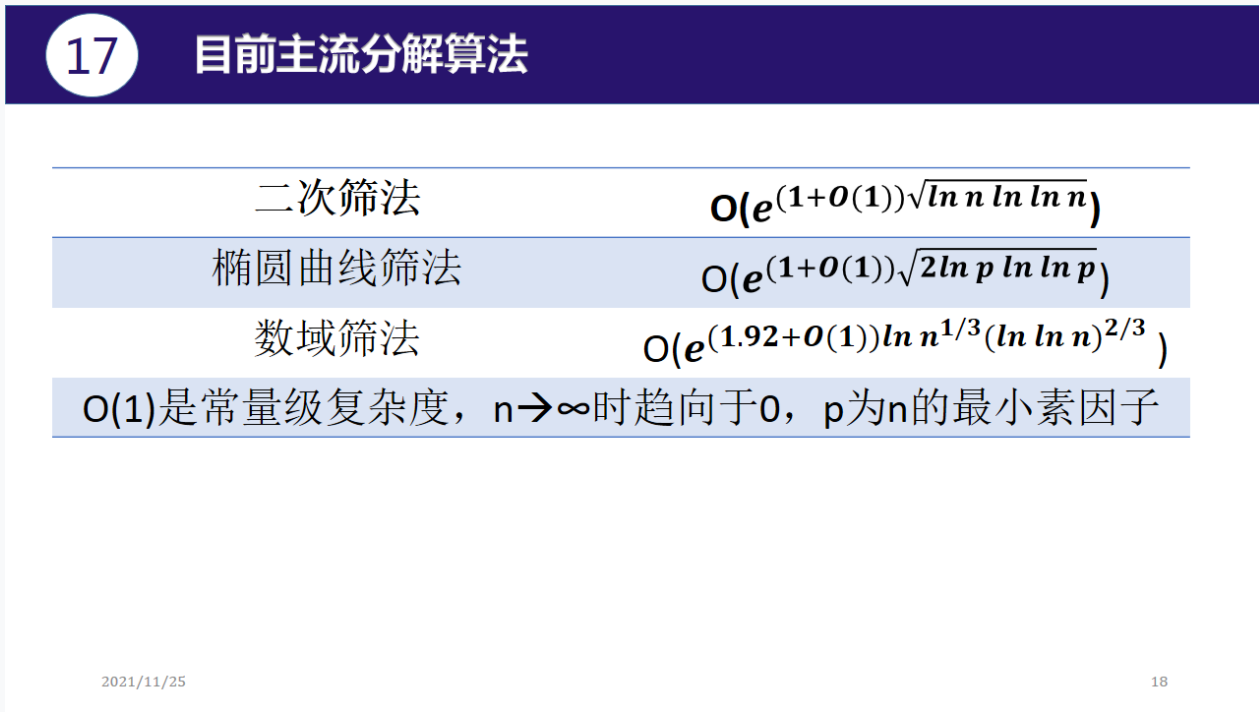 17 目前主流分解算法
二次筛法 O(e^{(1+O(1))√(ln n ln ln n)})
椭圆曲线筛法 O(e^{(1+O(1))√(2ln p ln ln p)})
数域筛法 O(e^{(1.92+O(1))ln n^{1/3}(ln ln n)^{2/3}} )
O(1)是常量级复杂度，n→∞时趋向于0，p为n的最小素因子
2021/11/25 18